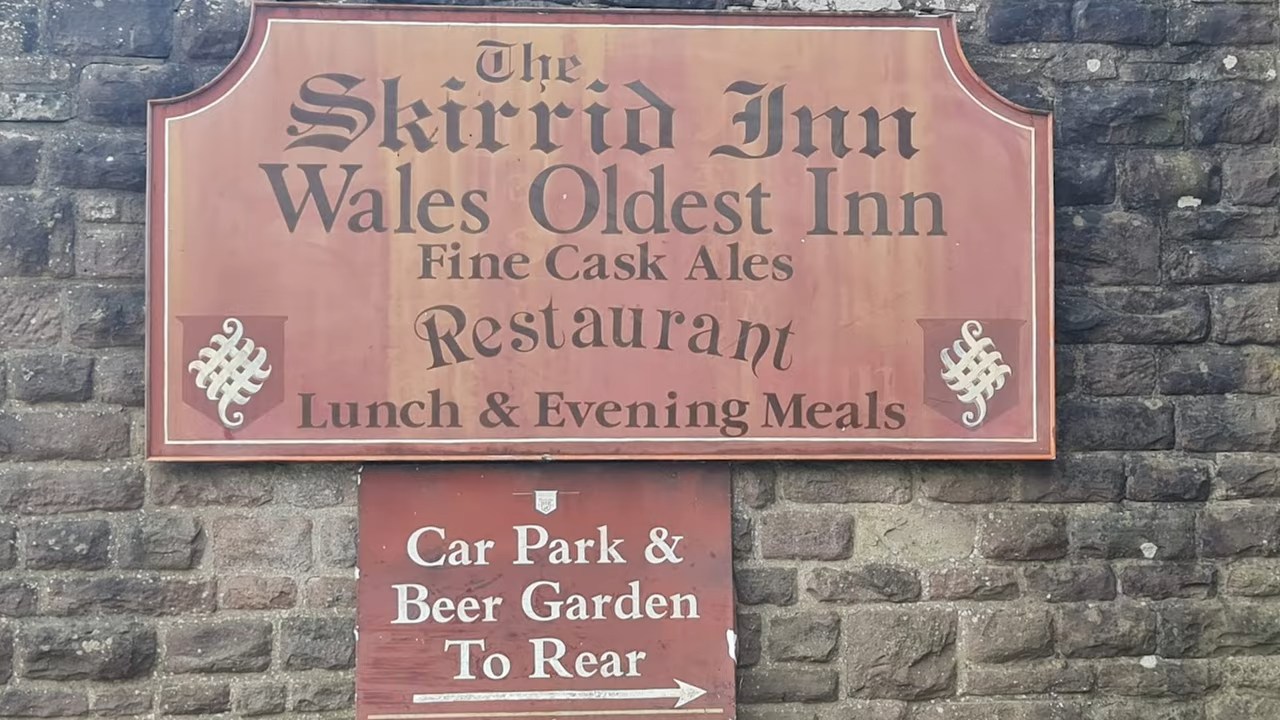 The
Skirrid Inn
Wales Oldest Inn
Fine Cask Ales
Restaurant
Lunch & Evening Meals
Car Park &
Beer Garden
To Rear